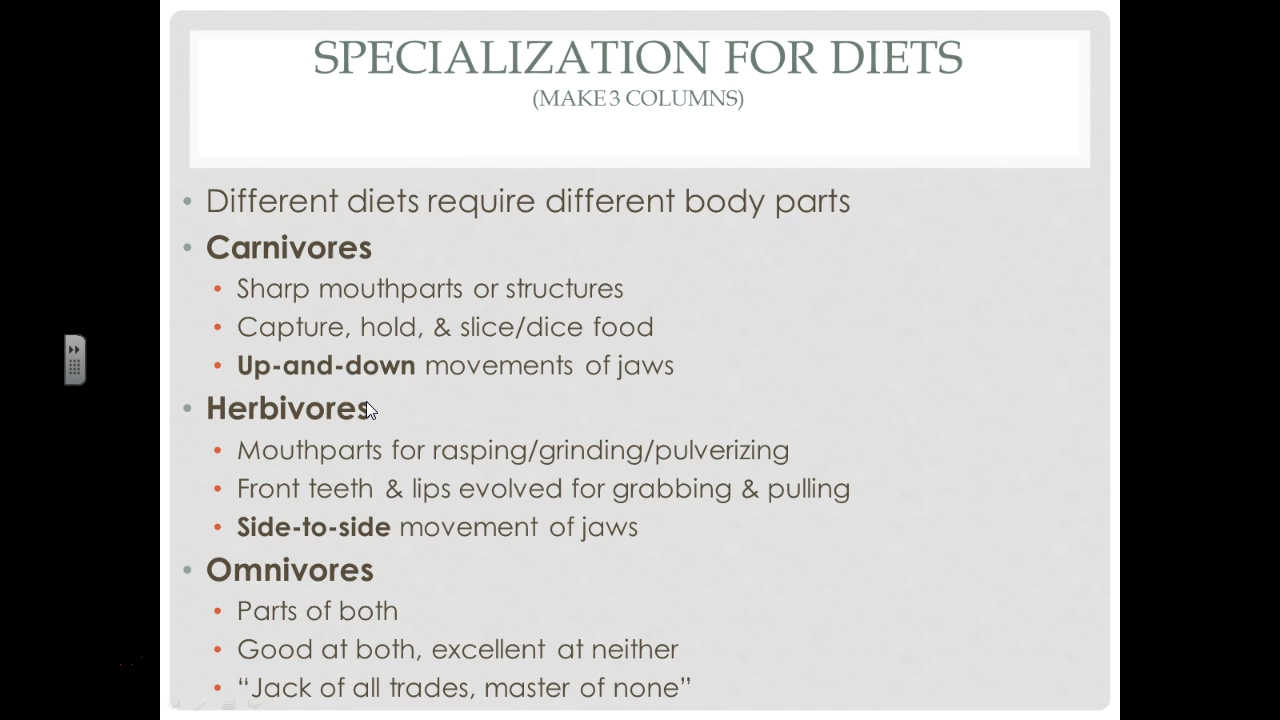 SPECIALIZATION FOR DIETS
(MAKE 3 COLUMNS)
• Different diets require different body parts
• Carnivores
• Sharp mouthparts or structures
• Capture, hold, & slice/dice food
• Up-and-down movements of jaws
• Herbivores
• Mouthparts for rasping/grinding/pulverizing
• Front teeth & lips evolved for grabbing & pulling
• Side-to-side movement of jaws
• Omnivores
• Parts of both
• Good at both, excellent at neither
• “Jack of all trades, master of none”